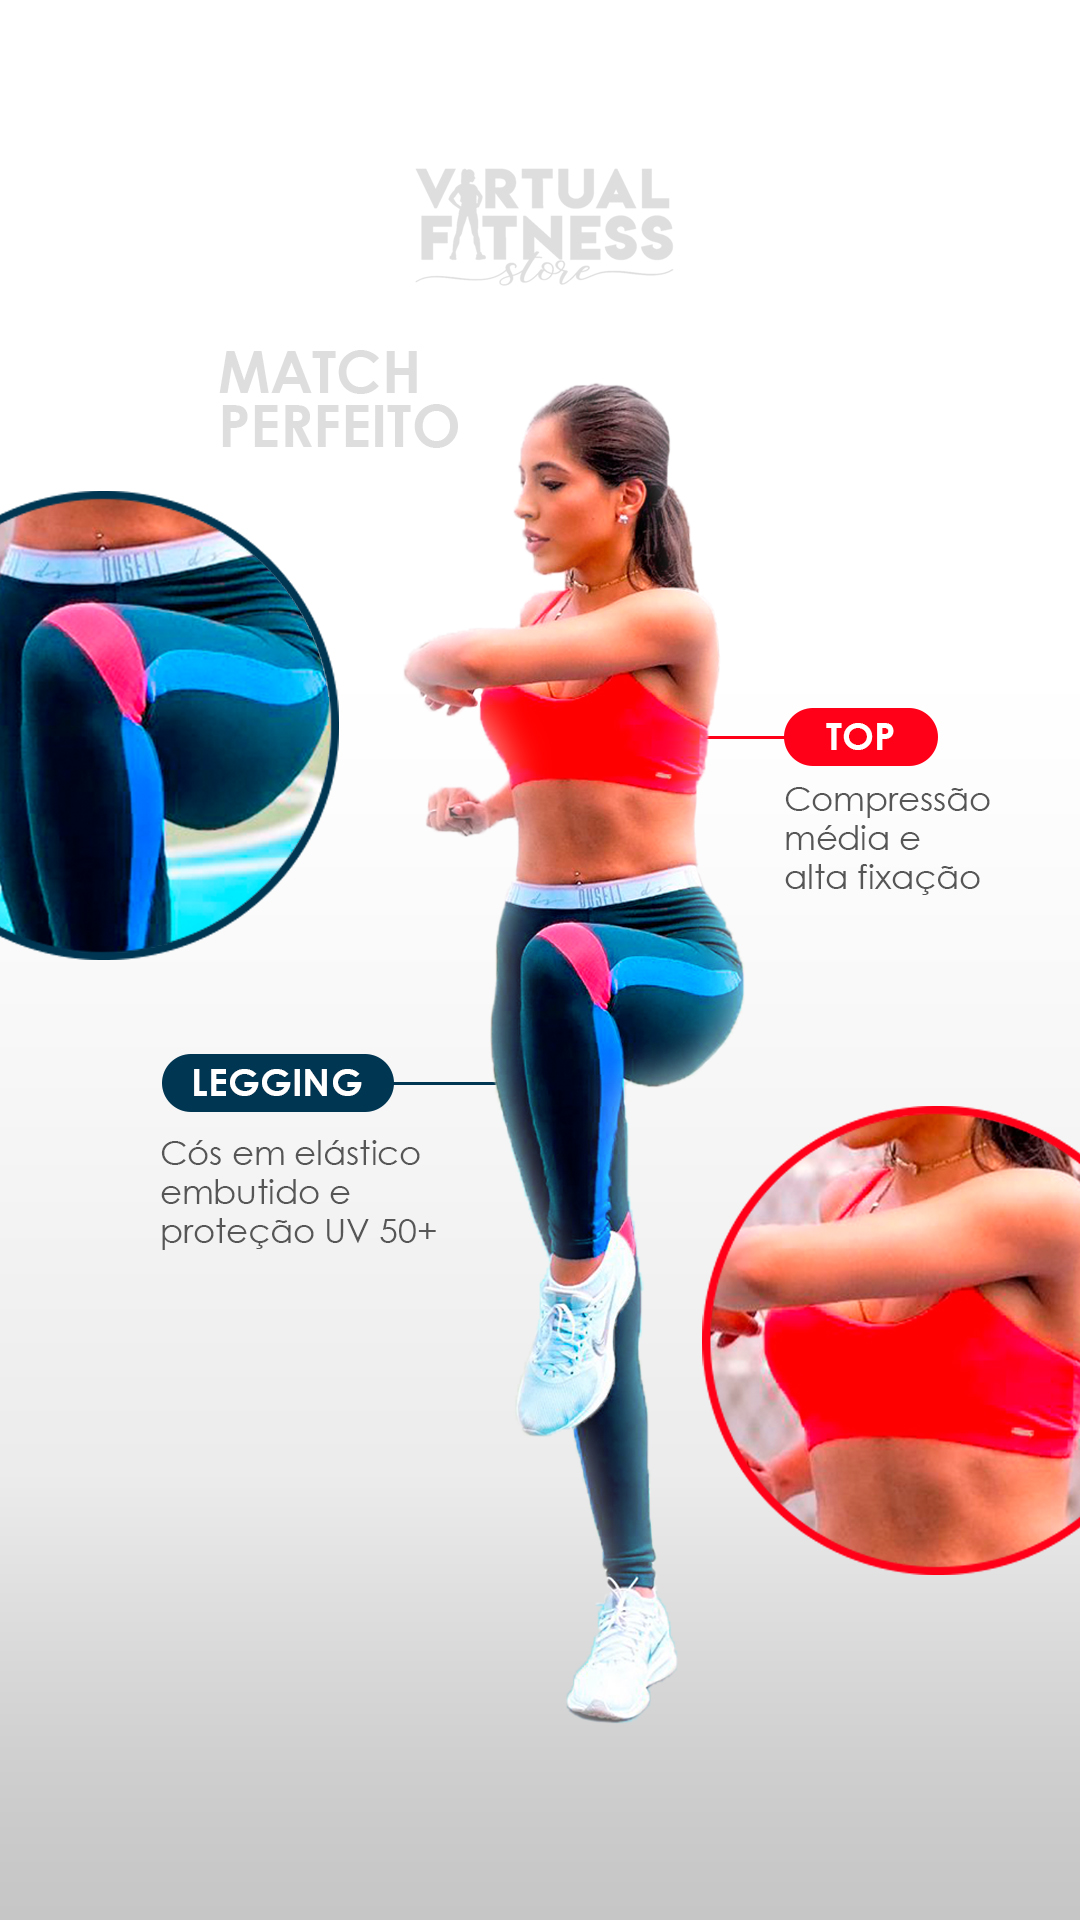 VIRTUAL
FITNESS
store
MATCH
PERFEITO
DUSELI
TOP
Compressão
média e
alta fixação
DUSELI
LEGGING
Cós em elástico
embutido e
proteção UV 50+